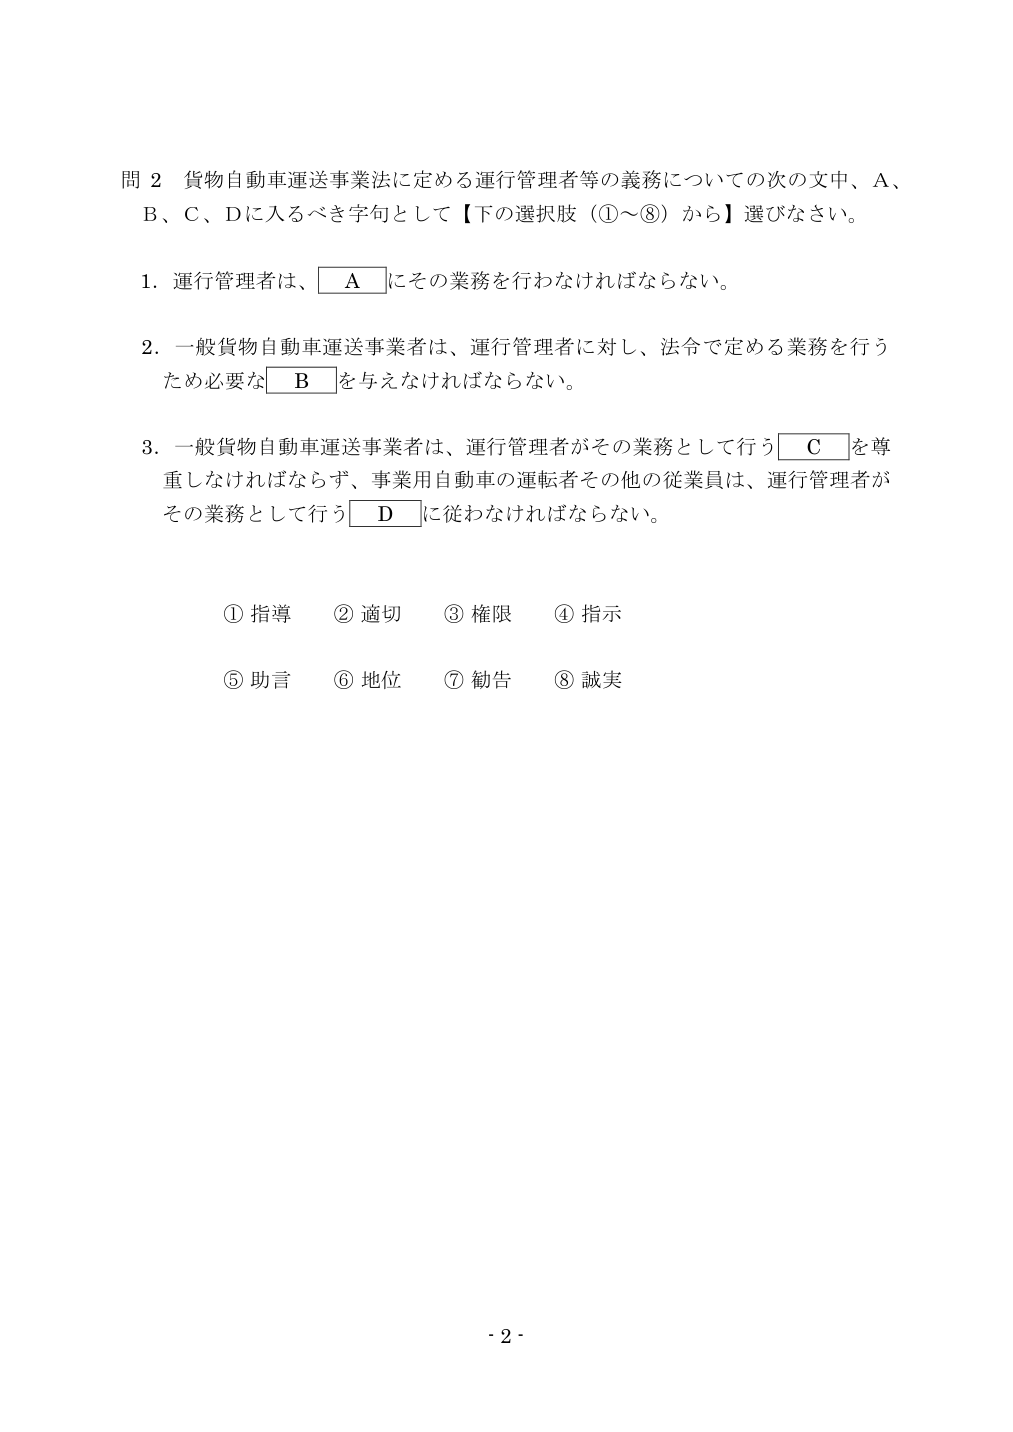 問 2　貨物自動車運送事業法に定める運行管理者等の義務についての次の文中、A、
B、C、Dに入るべき字句として【下の選択肢（①～⑧）から】選びなさい。
1．運行管理者は、 A にその業務を行わなければならない。
2．一般貨物自動車運送事業者は、運行管理者に対し、法令で定める業務を行う
ため必要な B を与えなければならない。
3．一般貨物自動車運送事業者は、運行管理者がその業務として行う C を尊
重しなければならず、事業用自動車の運転者その他の従業員は、運行管理者が
その業務として行う D に従わなければならない。
① 指導　② 適切　③ 権限　④ 指示
⑤ 助言　⑥ 地位　⑦ 勧告　⑧ 誠実
- 2 -